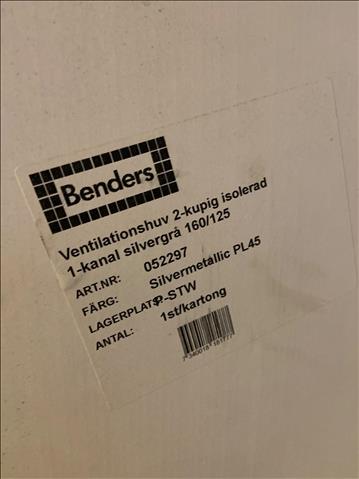 Benders
Ventilationshuv 2-kupig isolerad
1-kanal silvergrå 160/125
ART.NR: 052297
FÄRG: Silvermetallic PL45
LAGERPLATS: P-STW
ANTAL: 1st/kartong